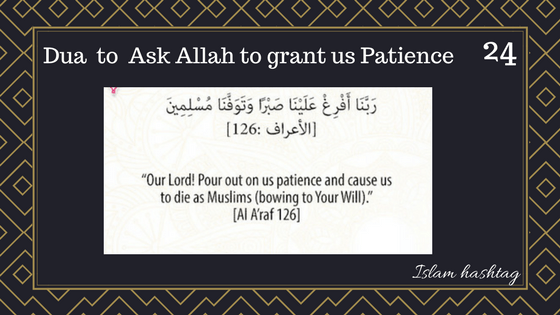 Dua to Ask Allah to grant us Patience 24
رَبَّنَا أَفْرِغْ عَلَيْنَا صَبْرًا وَتَوَفَّنَا مُسْلِمِينَ
[الأعراف :126]
“Our Lord! Pour out on us patience and cause us
to die as Muslims (bowing to Your Will).”
[Al A’raf 126]
Islam hashtag